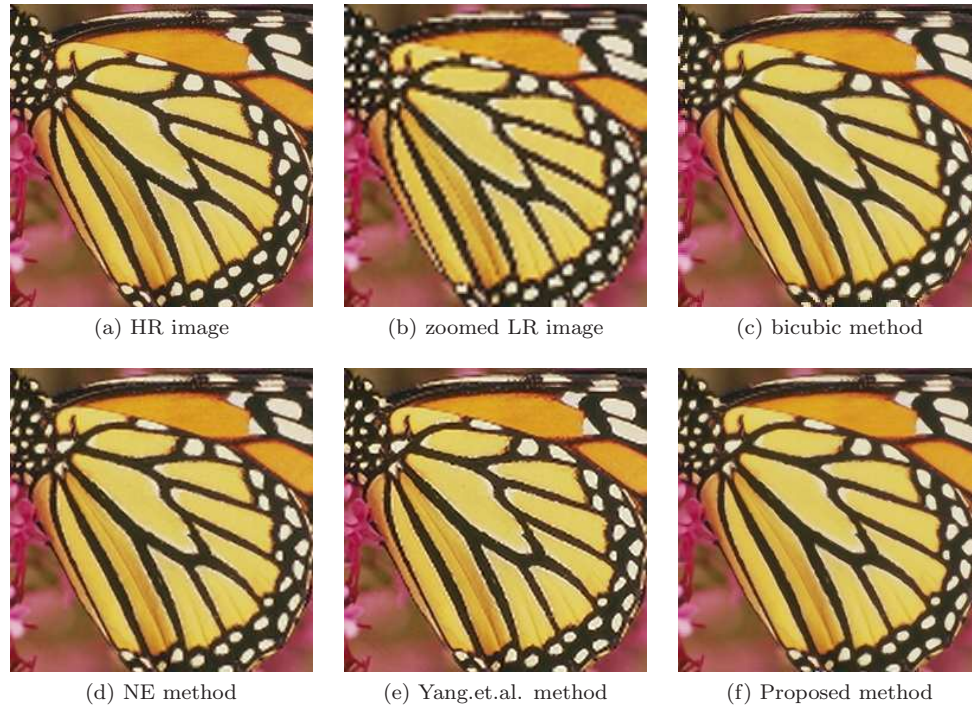 (a) HR image
(b) zoomed LR image
(c) bicubic method
(d) NE method
(e) Yang.et.al. method
(f) Proposed method